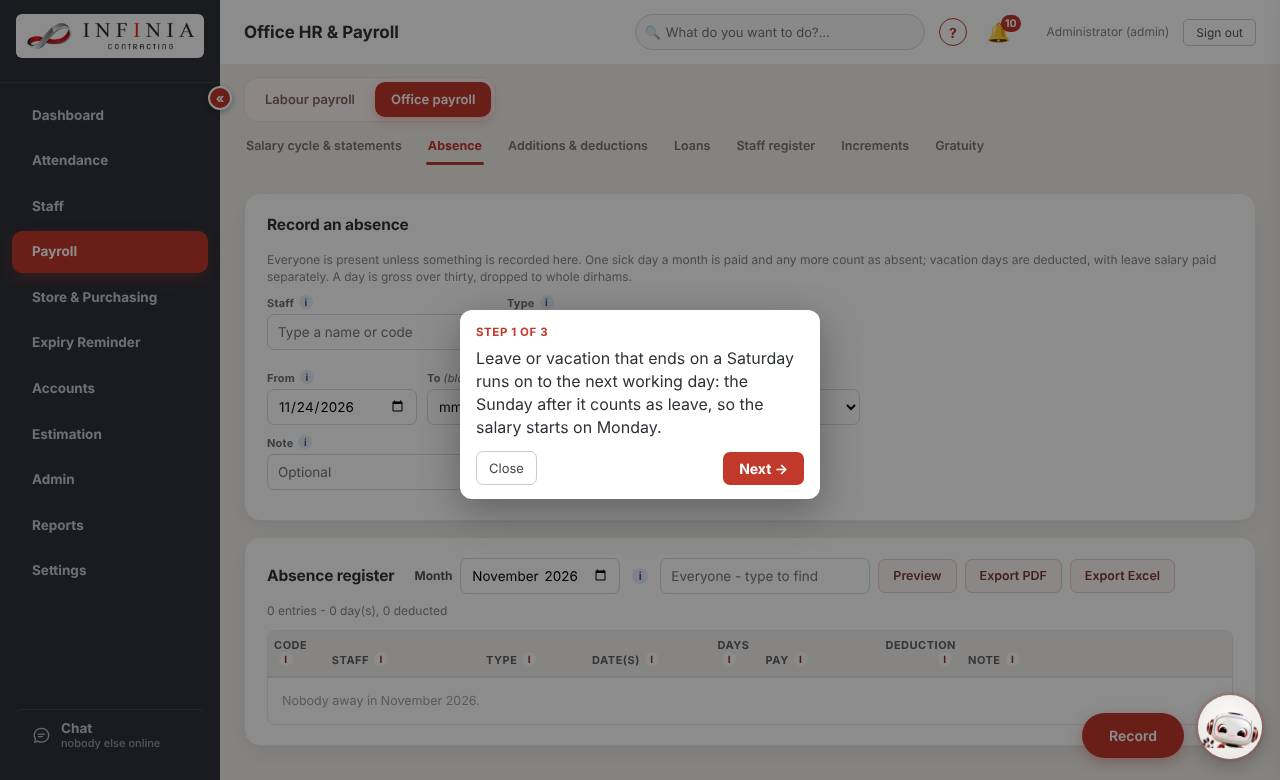 INFINIA
CONTRACTING
Office HR & Payroll
What do you want to do?...
?
10
Administrator (admin)
Sign out
«
Dashboard
Attendance
Staff
Payroll
Store & Purchasing
Expiry Reminder
Accounts
Estimation
Admin
Reports
Settings
Chat
nobody else online
Labour payroll
Office payroll
Salary cycle & statements
Absence
Additions & deductions
Loans
Staff register
Increments
Gratuity
Record an absence
Everyone is present unless something is recorded here. One sick day a month is paid and any more count as absent; vacation days are deducted, with leave salary paid
separately. A day is gross over thirty, dropped to whole dirhams.
Staff i
Type i
Type a name or code
From i
To
11/24/2026
Note i
Optional
STEP 1 OF 3
Leave or vacation that ends on a Saturday
runs on to the next working day: the
Sunday after it counts as leave, so the
salary starts on Monday.
Close
Next →
Absence register
Month
November 2026
i
Everyone - type to find
Preview
Export PDF
Export Excel
0 entries - 0 day(s), 0 deducted
CODE I
STAFF I
TYPE I
DATE(S) I
DAYS I
PAY I
DEDUCTION I
NOTE I
Nobody away in November 2026.
Record